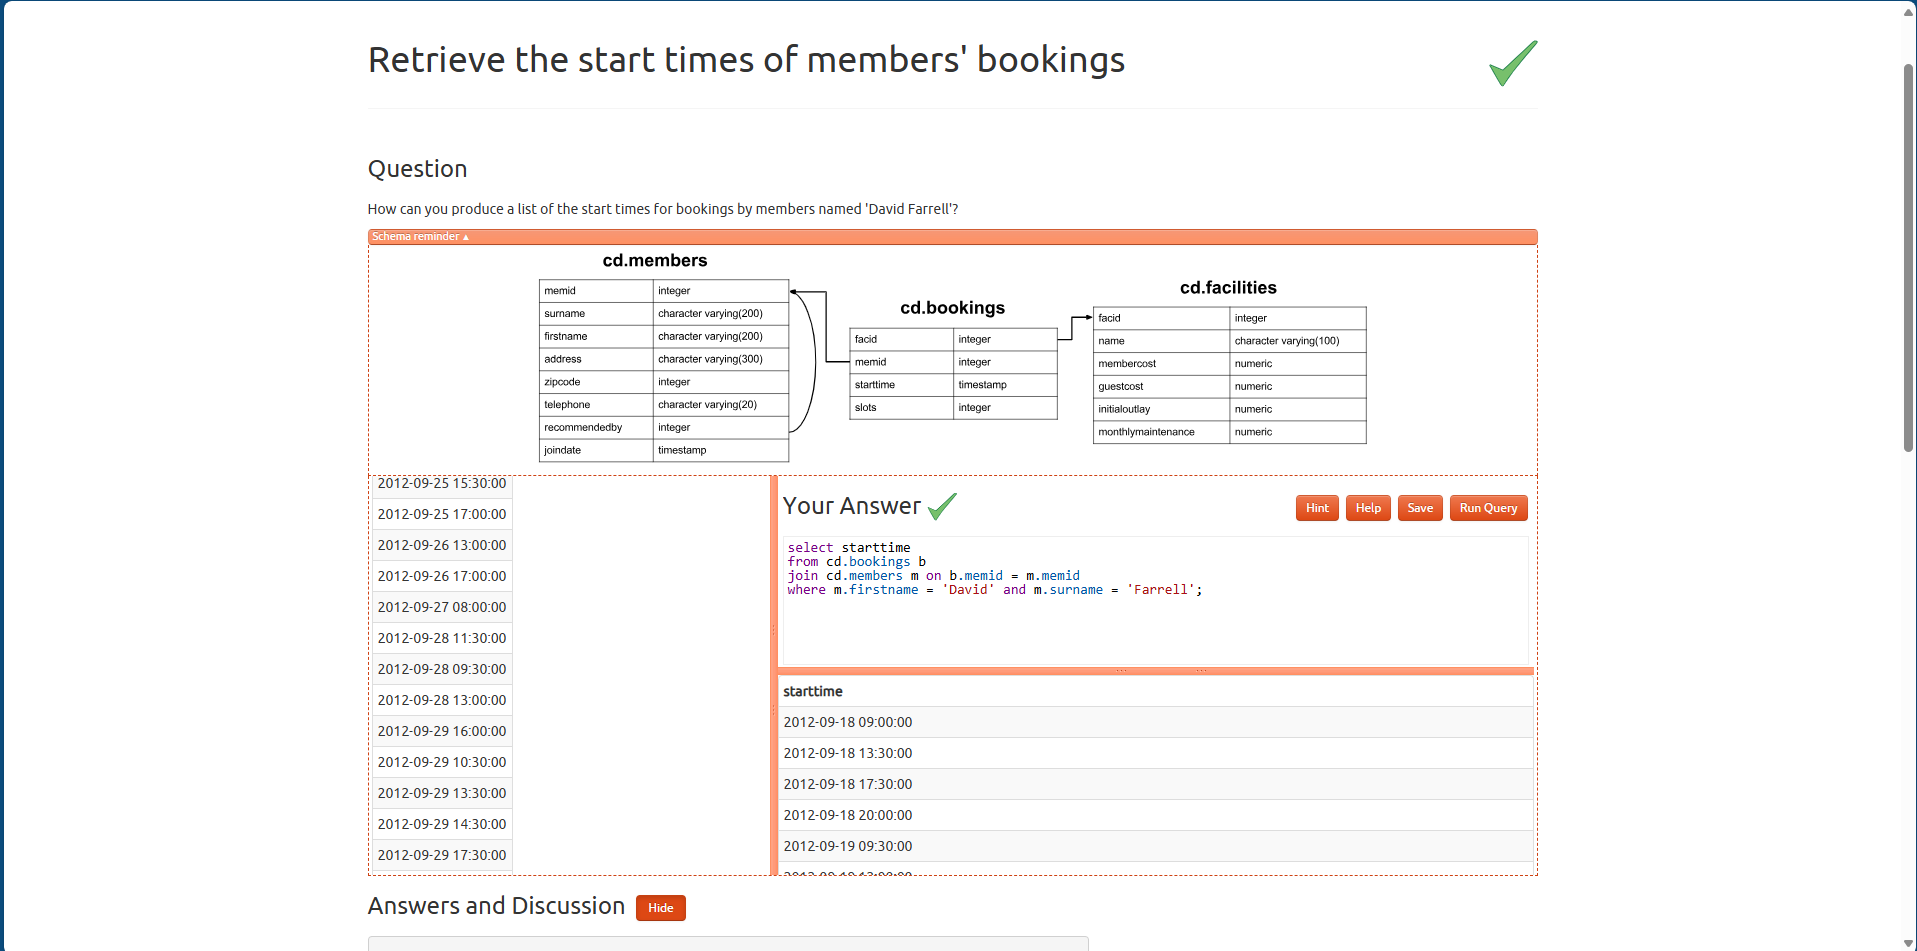 Retrieve the start times of members' bookings
Question
How can you produce a list of the start times for bookings by members named 'David Farrell'?
Schema reminder ▴
cd.members
memid integer
surname character varying(200)
firstname character varying(200)
address character varying(300)
zipcode integer
telephone character varying(20)
recommendedby integer
joindate timestamp
cd.bookings
facid integer
memid integer
starttime timestamp
slots integer
cd.facilities
facid integer
name character varying(100)
membercost numeric
guestcost numeric
initialoutlay numeric
monthlymaintenance numeric
2012-09-25 15:30:00
2012-09-25 17:00:00
2012-09-26 13:00:00
2012-09-26 17:00:00
2012-09-27 08:00:00
2012-09-28 11:30:00
2012-09-28 09:30:00
2012-09-28 13:00:00
2012-09-29 16:00:00
2012-09-29 10:30:00
2012-09-29 13:30:00
2012-09-29 14:30:00
2012-09-29 17:30:00
Your Answer
Hint Help Save Run Query
select starttime
from cd.bookings b
join cd.members m on b.memid = m.memid
where m.firstname = 'David' and m.surname = 'Farrell';
starttime
2012-09-18 09:00:00
2012-09-18 13:30:00
2012-09-18 17:30:00
2012-09-18 20:00:00
2012-09-19 09:30:00
Answers and Discussion Hide